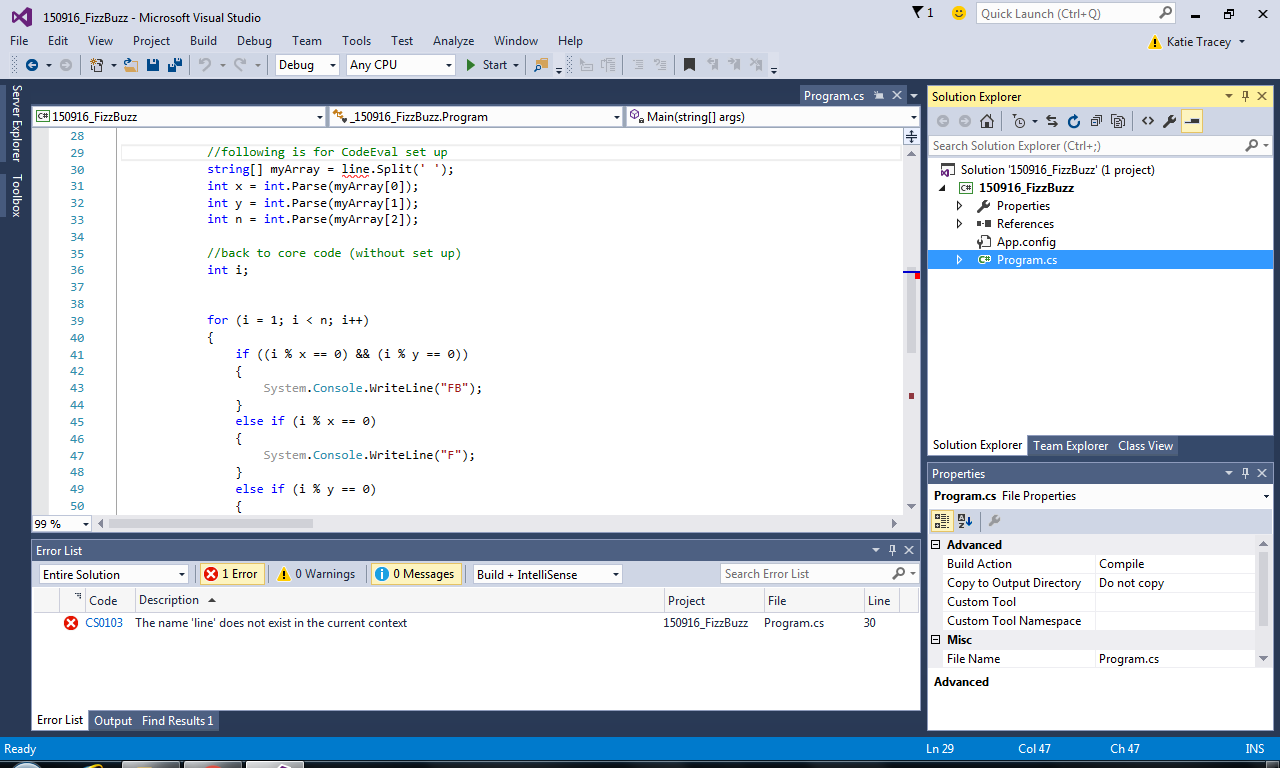 150916_FizzBuzz - Microsoft Visual Studio
1
Quick Launch (Ctrl+Q)
File Edit View Project Build Debug Team Tools Test Analyze Window Help
Katie Tracey
Debug Any CPU Start
Server Explorer
Toolbox
Program.cs
150916_FizzBuzz _150916_FizzBuzz.Program Main(string[] args)
28
29 //following is for CodeEval set up
30 string[] myArray = line.Split(' ');
31 int x = int.Parse(myArray[0]);
32 int y = int.Parse(myArray[1]);
33 int n = int.Parse(myArray[2]);
34
35 //back to core code (without set up)
36 int i;
37
38
39 for (i = 1; i < n; i++)
40 {
41 if ((i % x == 0) && (i % y == 0))
42 {
43 System.Console.WriteLine("FB");
44 }
45 else if (i % x == 0)
46 {
47 System.Console.WriteLine("F");
48 }
49 else if (i % y == 0)
50 {
99 %
Solution Explorer
Search Solution Explorer (Ctrl+;)
Solution '150916_FizzBuzz' (1 project)
C# 150916_FizzBuzz
Properties
References
App.config
C# Program.cs
Solution Explorer Team Explorer Class View
Properties
Program.cs File Properties
Advanced
Build Action Compile
Copy to Output Directory Do not copy
Custom Tool
Custom Tool Namespace
Misc
File Name Program.cs
Advanced
Error List
Entire Solution 1 Error 0 Warnings 0 Messages Build + IntelliSense Search Error List
Code Description Project File Line
CS0103 The name 'line' does not exist in the current context 150916_FizzBuzz Program.cs 30
Error List Output Find Results 1
Ready Ln 29 Col 47 Ch 47 INS